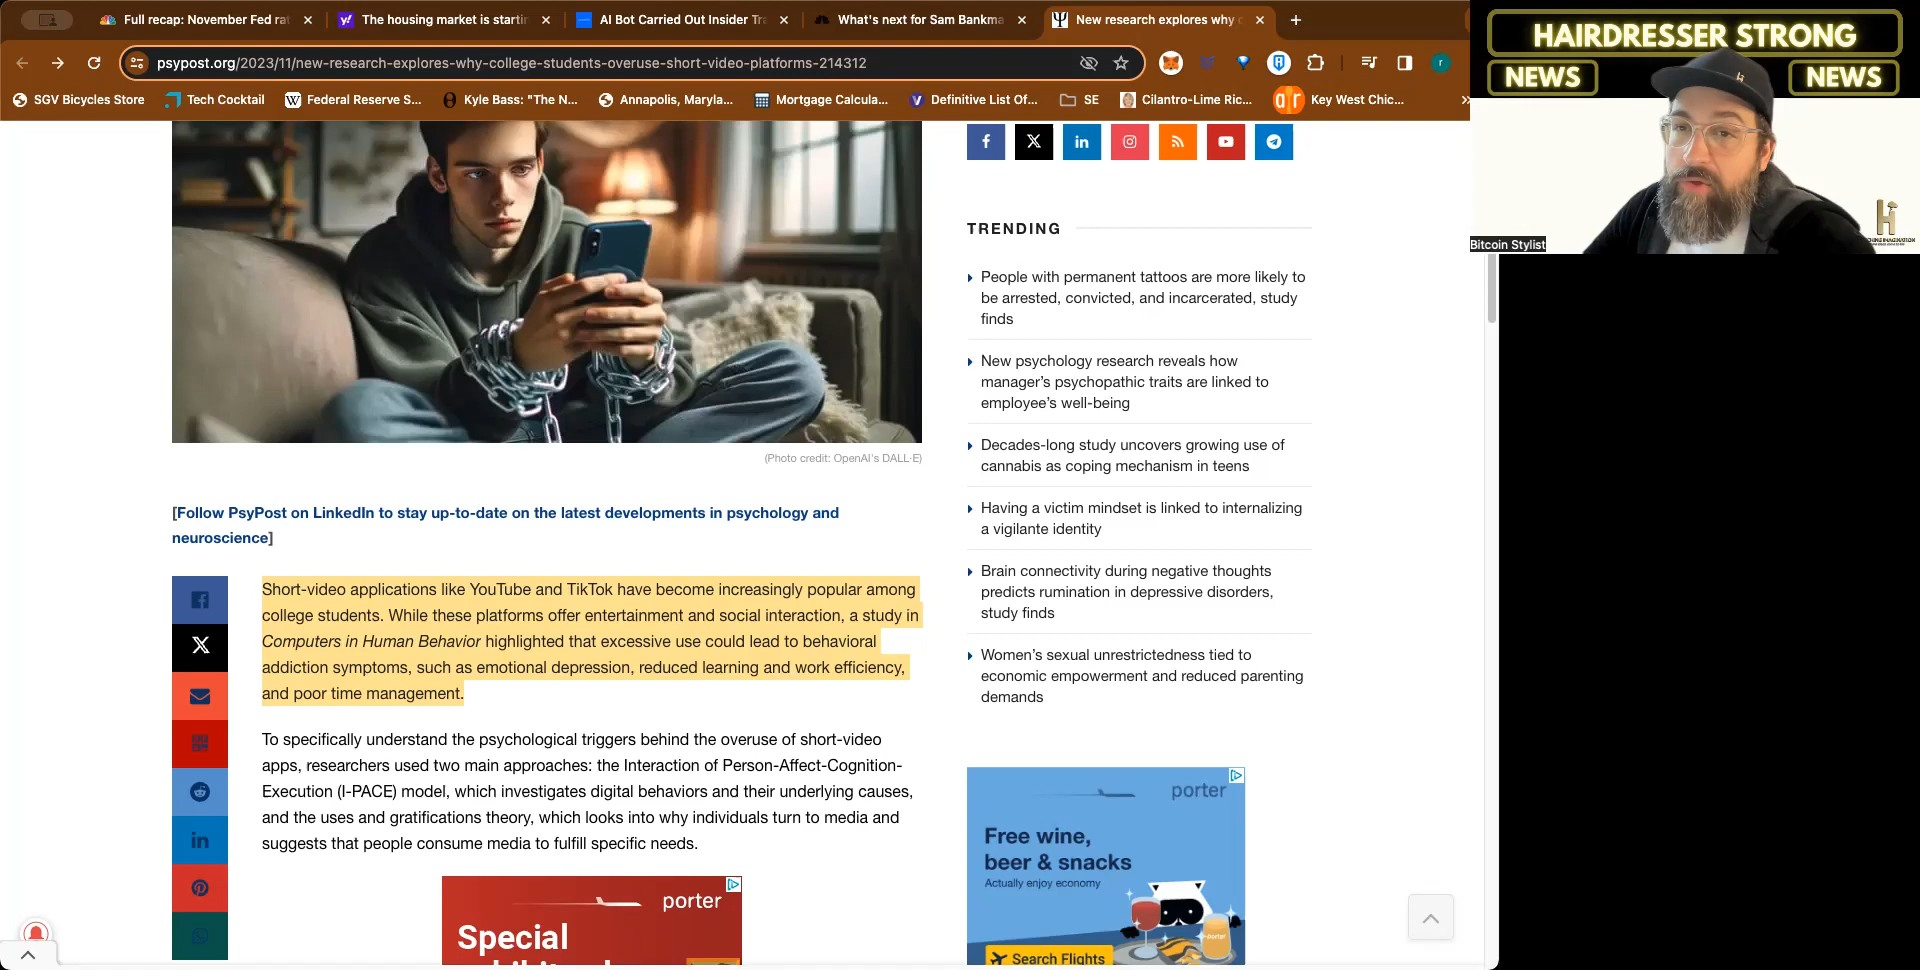 Full recap: November Fed ra
The housing market is starti
AI Bot Carried Out Insider Tra
What's next for Sam Bankma
New research explores why c
psypost.org/2023/11/new-research-explores-why-college-students-overuse-short-video-platforms-214312
SGV Bicycles Store
Tech Cocktail
Federal Reserve S...
Kyle Bass: "The N...
Annapolis, Maryla...
Mortgage Calcula...
Definitive List Of...
SE
Cilantro-Lime Ric...
Key West Chic...
HAIRDRESSER STRONG
NEWS
NEWS
Bitcoin Stylist
(Photo credit: OpenAI's DALL·E)
[Follow PsyPost on LinkedIn to stay up-to-date on the latest developments in psychology and
neuroscience]
Short-video applications like YouTube and TikTok have become increasingly popular among
college students. While these platforms offer entertainment and social interaction, a study in
Computers in Human Behavior highlighted that excessive use could lead to behavioral
addiction symptoms, such as emotional depression, reduced learning and work efficiency,
and poor time management.
To specifically understand the psychological triggers behind the overuse of short-video
apps, researchers used two main approaches: the Interaction of Person-Affect-Cognition-
Execution (I-PACE) model, which investigates digital behaviors and their underlying causes,
and the uses and gratifications theory, which looks into why individuals turn to media and
suggests that people consume media to fulfill specific needs.
porter
Special
TRENDING
People with permanent tattoos are more likely to
be arrested, convicted, and incarcerated, study
finds
New psychology research reveals how
manager's psychopathic traits are linked to
employee's well-being
Decades-long study uncovers growing use of
cannabis as coping mechanism in teens
Having a victim mindset is linked to internalizing
a vigilante identity
Brain connectivity during negative thoughts
predicts rumination in depressive disorders,
study finds
Women's sexual unrestrictedness tied to
economic empowerment and reduced parenting
demands
porter
Free wine,
beer & snacks
Actually enjoy economy
Search Flights